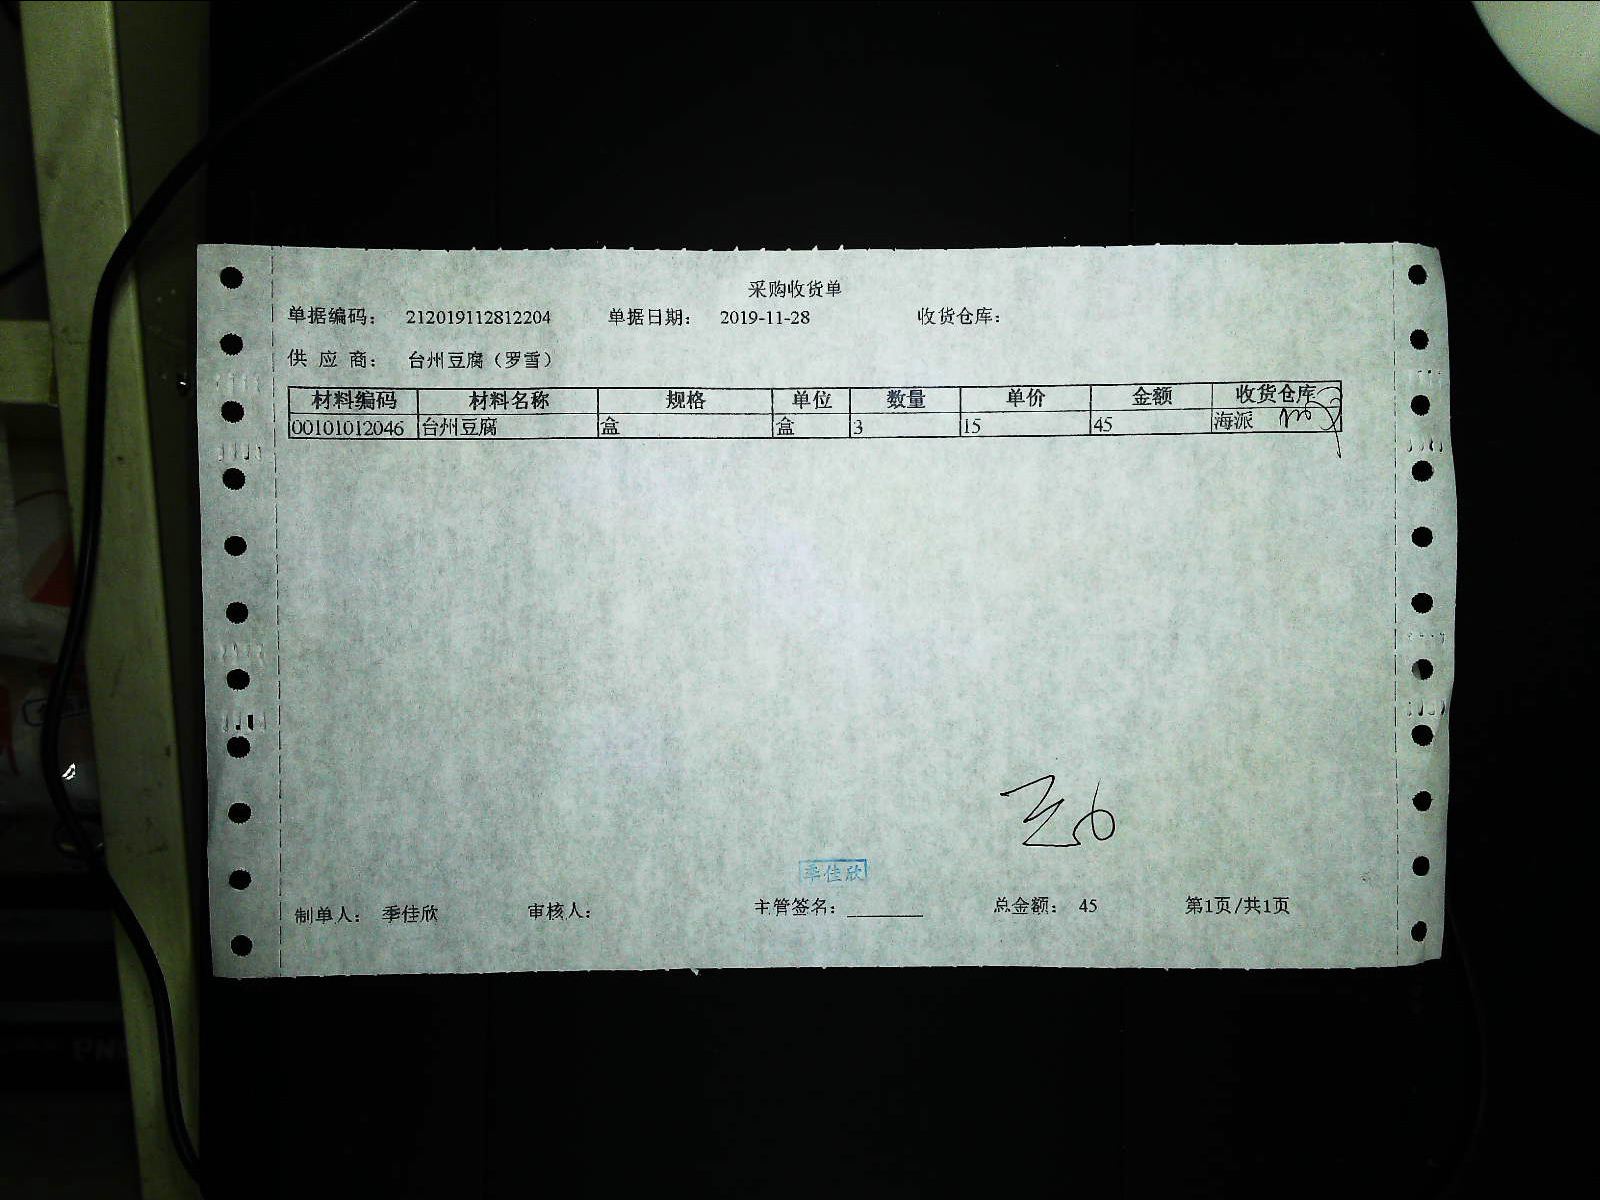 采购收货单
单据编码： 212019112812204 单据日期： 2019-11-28 收货仓库：
供 应 商： 台州豆腐（罗雪）
材料编码 材料名称 规格 单位 数量 单价 金额 收货仓库
00101012046 台州豆腐 盒 盒 3 15 45 海派
季佳欣
制单人： 季佳欣 审核人： 主管签名： 总金额： 45 第1页/共1页